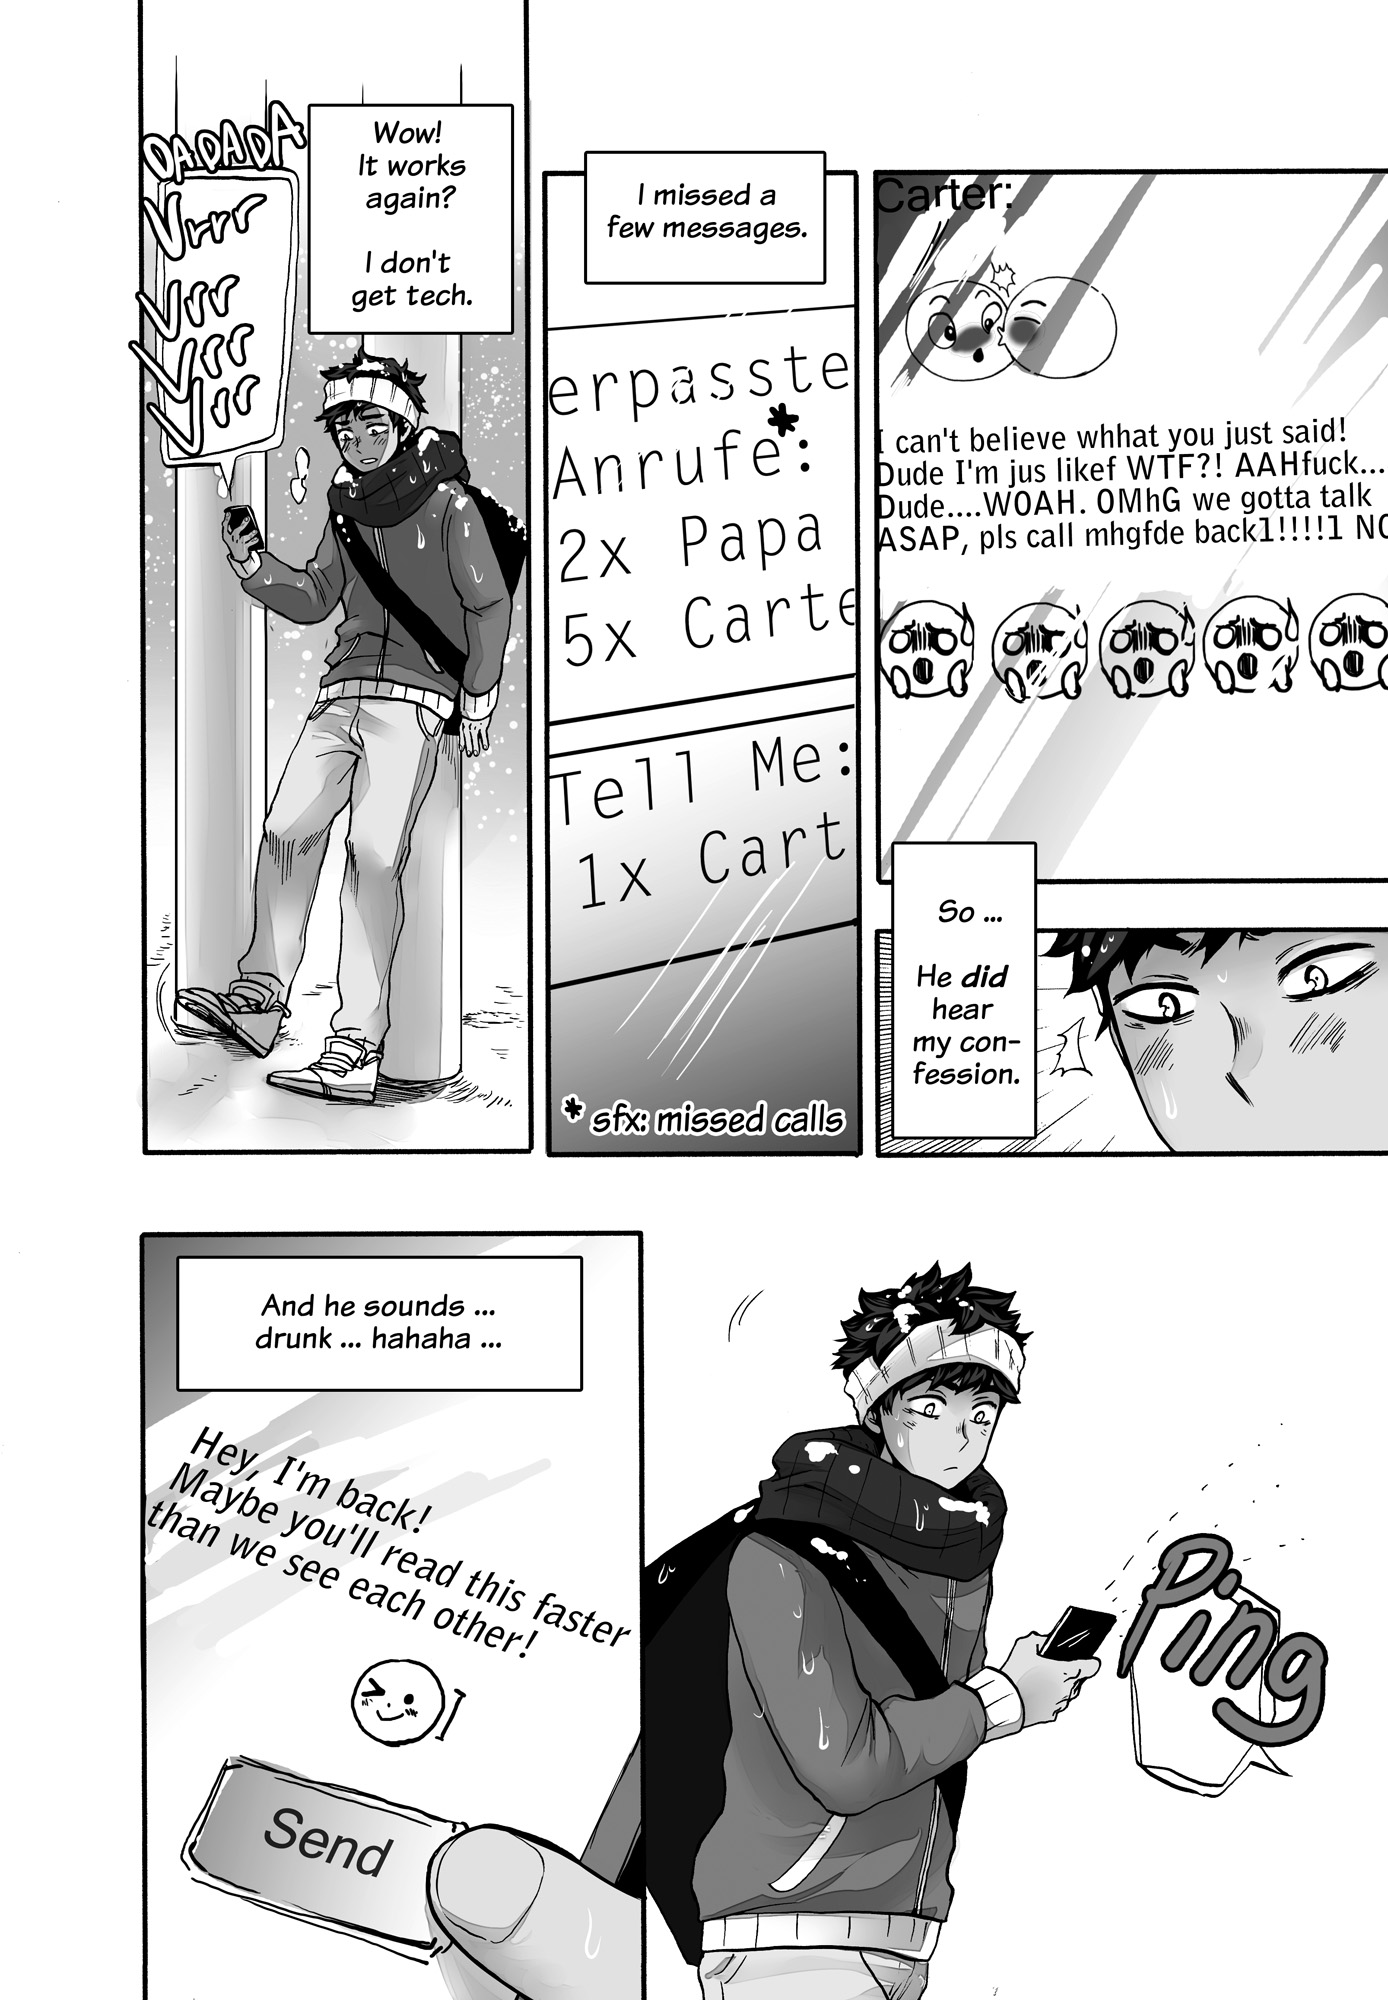 DADADA
Vrrr
Vrr
Vrr
Vrr
Wow!
It works
again?
I don't
get tech.
I missed a
few messages.
erpasste
Anrufe*:
2x Papa
5x Carte
Tell Me:
1x Cart
* sfx: missed calls
Carter:
I can't believe whhat you just said!
Dude I'm jus likef WTF?! AAHfuck...
Dude....WOAH. OMhG we gotta talk
ASAP, pls call mhgfde back1!!!!1 NO
So ...
He did
hear
my con-
fession.
And he sounds ...
drunk ... hahaha ...
Hey, I'm back!
Maybe you'll read this faster
than we see each other!
Send
Ping